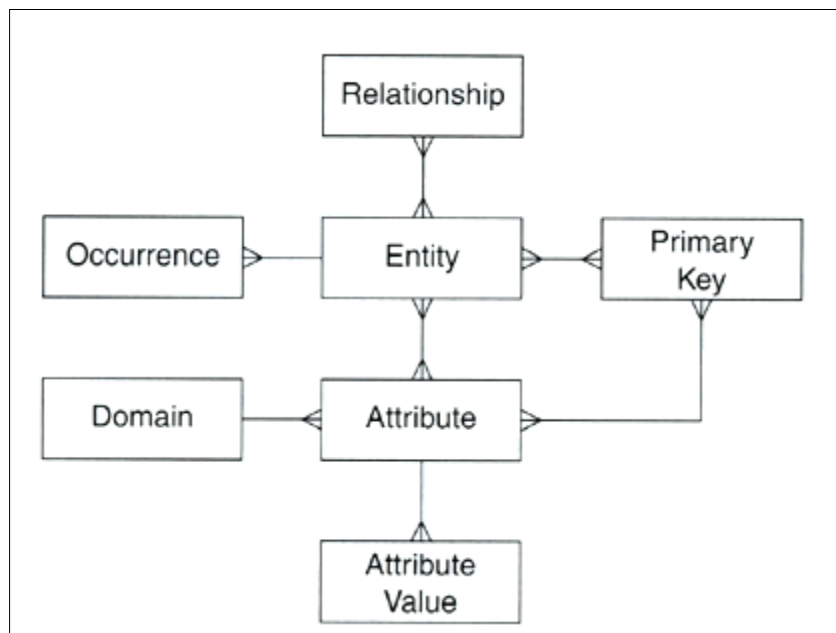 Relationship
Occurrence
Entity
Primary
Key
Domain
Attribute
Attribute
Value